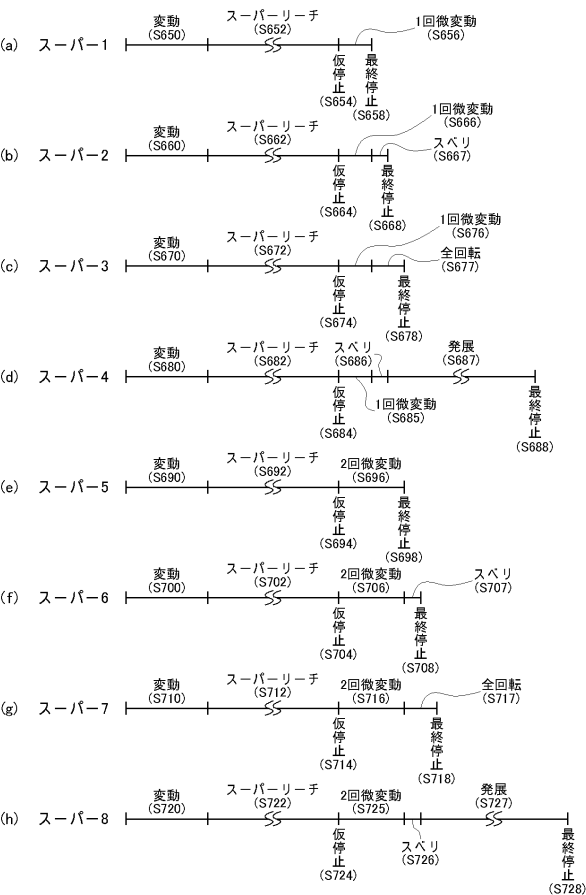 (a) スーパー1
変動
(S650)
スーパーリーチ
(S652)
1回微変動
(S656)
仮停止
(S654)
最終停止
(S658)
(b) スーパー2
変動
(S660)
スーパーリーチ
(S662)
1回微変動
(S666)
スベリ
(S667)
仮停止
(S664)
最終停止
(S668)
(c) スーパー3
変動
(S670)
スーパーリーチ
(S672)
1回微変動
(S676)
全回転
(S677)
仮停止
(S674)
最終停止
(S678)
(d) スーパー4
変動
(S680)
スーパーリーチ
(S682)
スベリ
(S686)
発展
(S687)
仮停止
(S684)
1回微変動
(S685)
最終停止
(S688)
(e) スーパー5
変動
(S690)
スーパーリーチ
(S692)
2回微変動
(S696)
仮停止
(S694)
最終停止
(S698)
(f) スーパー6
変動
(S700)
スーパーリーチ
(S702)
2回微変動
(S706)
スベリ
(S707)
仮停止
(S704)
最終停止
(S708)
(g) スーパー7
変動
(S710)
スーパーリーチ
(S712)
2回微変動
(S716)
全回転
(S717)
仮停止
(S714)
最終停止
(S718)
(h) スーパー8
変動
(S720)
スーパーリーチ
(S722)
2回微変動
(S725)
発展
(S727)
仮停止
(S724)
スベリ
(S726)
最終停止
(S728)